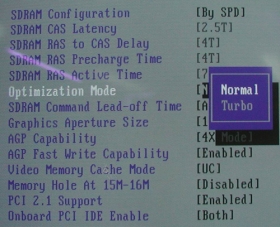 SDRAM Configuration [By SPD]
SDRAM CAS Latency [2.5T]
SDRAM RAS to CAS Delay [4T]
SDRAM RAS Precharge Time [4T]
SDRAM RAS Active Time [7
Optimization Mode [N Normal
SDRAM Command Lead-off Time [A Turbo
Graphics Aperture Size [1
AGP Capability [4X Mode]
AGP Fast Write Capability [Enabled]
Video Memory Cache Mode [UC]
Memory Hole At 15M-16M [Disabled]
PCI 2.1 Support [Enabled]
Onboard PCI IDE Enable [Both]